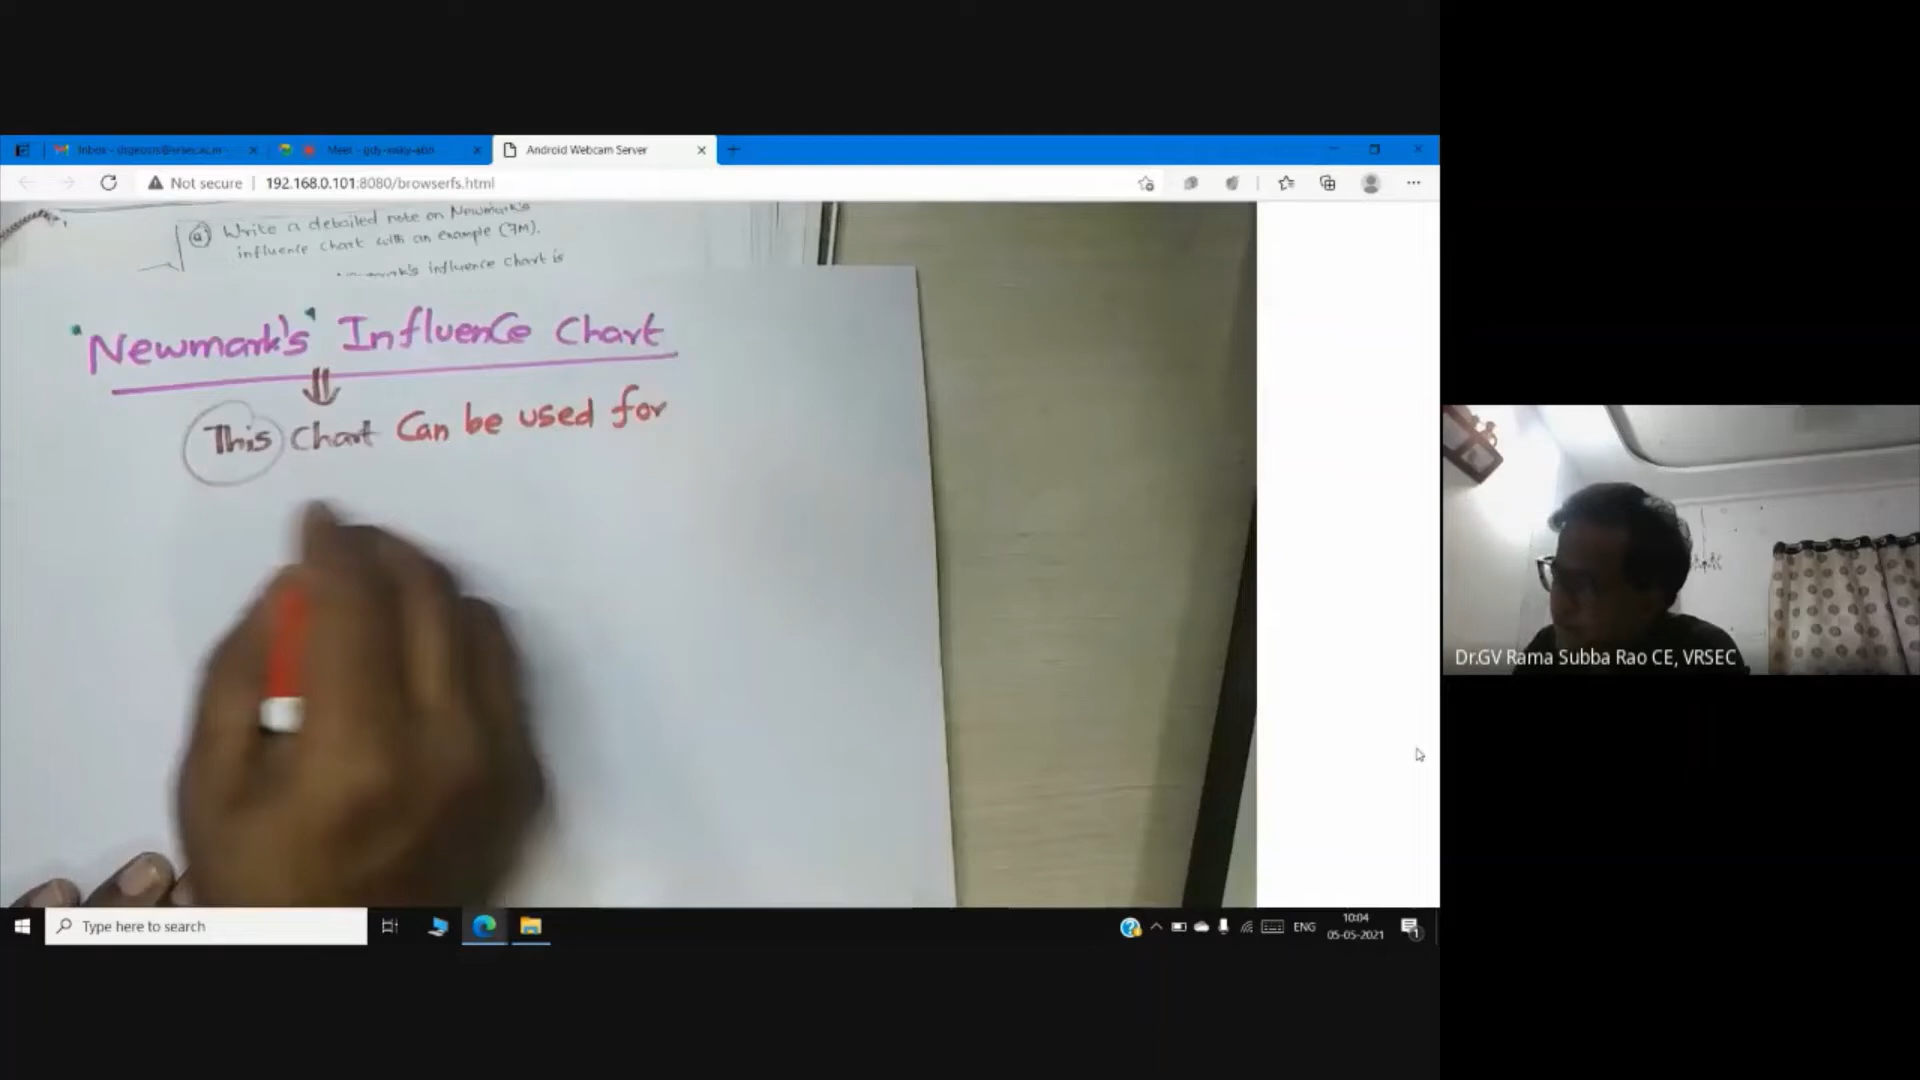 Android Webcam Server
Not secure
192.168.0.101:8080/browserfs.html
(a) Write a detailed note on Newmark's
influence chart with an example (7M).
influence chart is
"Newmark's" Influence Chart
⇓
This Chart Can be used for
Dr.GV Rama Subba Rao CE, VRSEC
Type here to search
ENG
10:04
05-05-2021
1